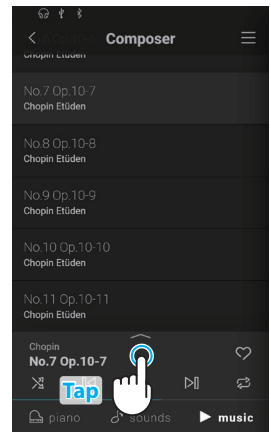 Composer
Chopin Etüden
No.7 Op.10-7
Chopin Etüden
No.8 Op.10-8
Chopin Etüden
No.9 Op.10-9
Chopin Etüden
No.10 Op.10-10
Chopin Etüden
No.11 Op.10-11
Chopin Etüden
Chopin
No.7 Op.10-7
Tap
piano
sounds
music